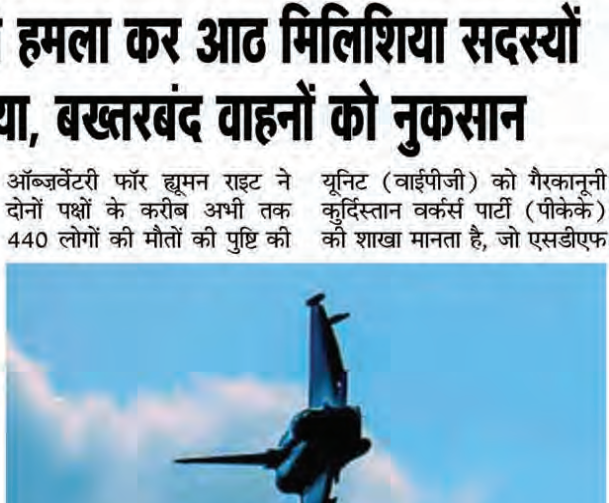 हमला कर आठ मिलिशिया सदस्यों
या, बख्तरबंद वाहनों को नुकसान
ऑब्जर्वेटरी फॉर ह्यूमन राइट ने
दोनों पक्षों के करीब अभी तक
440 लोगों की मौतों की पुष्टि की
यूनिट (वाईपीजी) को गैरकानूनी
कुर्दिस्तान वर्कर्स पार्टी (पीकेके)
की शाखा मानता है, जो एसडीएफ